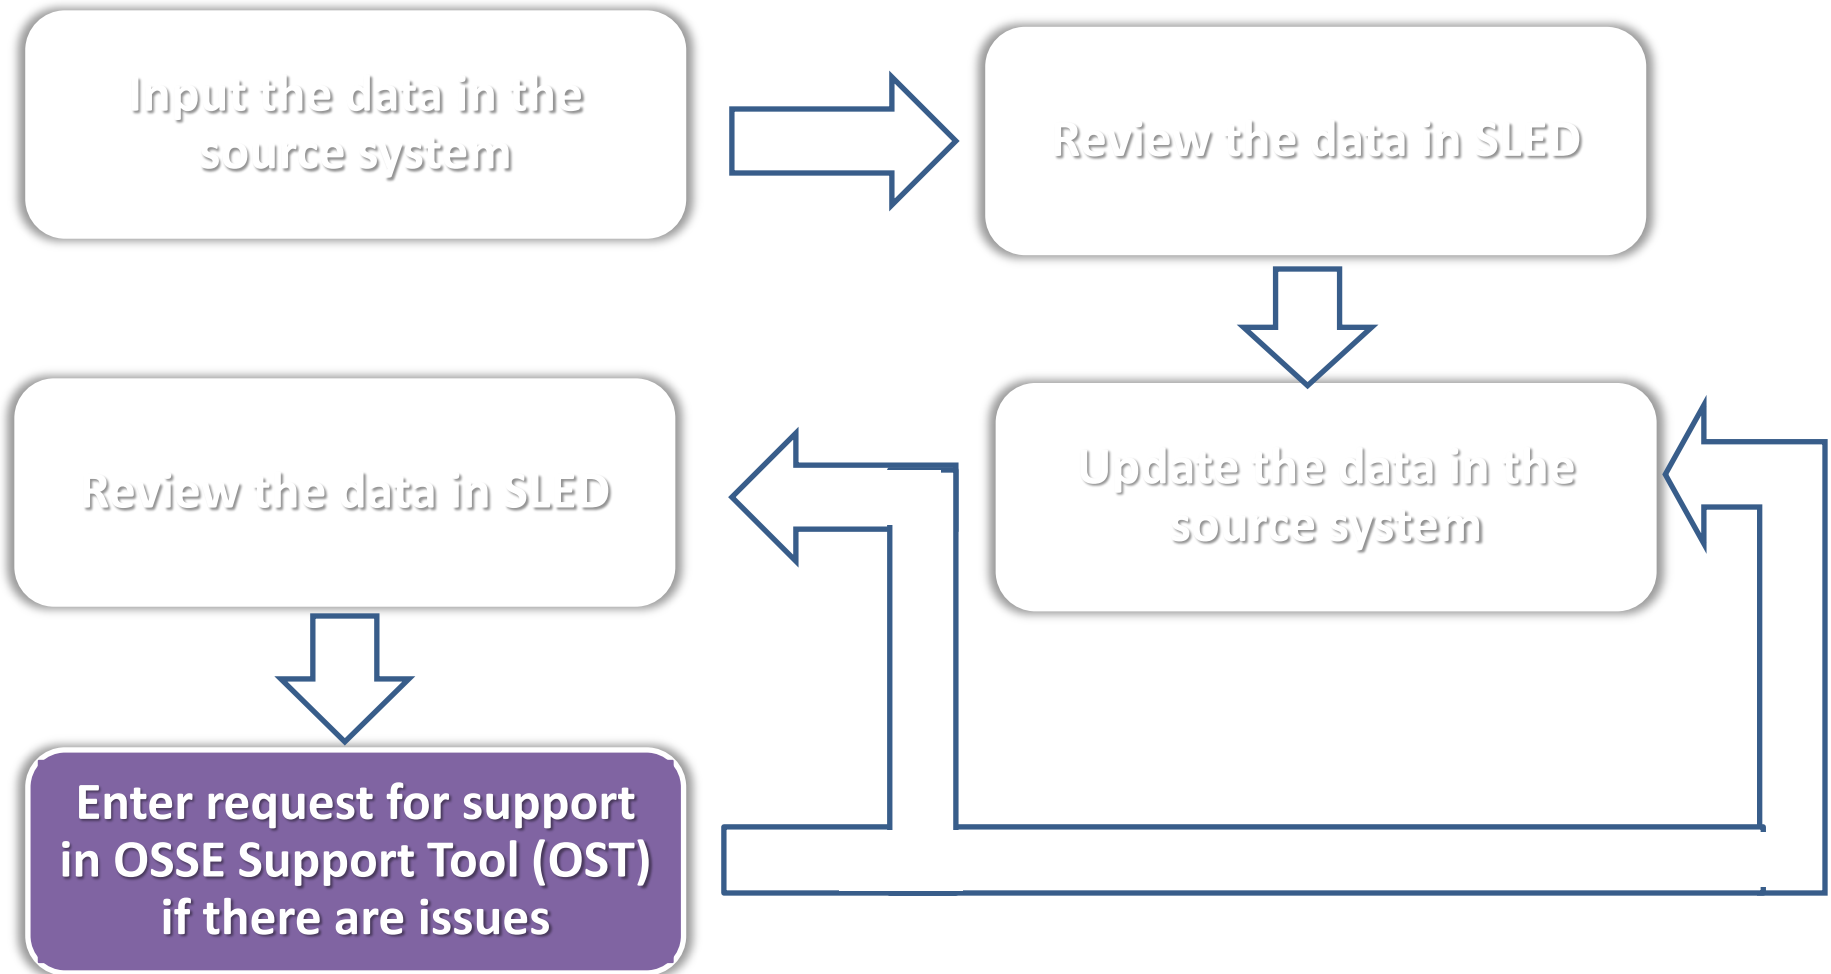 Input the data in the
source system
Review the data in SLED
Review the data in SLED
Update the data in the
source system
Enter request for support
in OSSE Support Tool (OST)
if there are issues